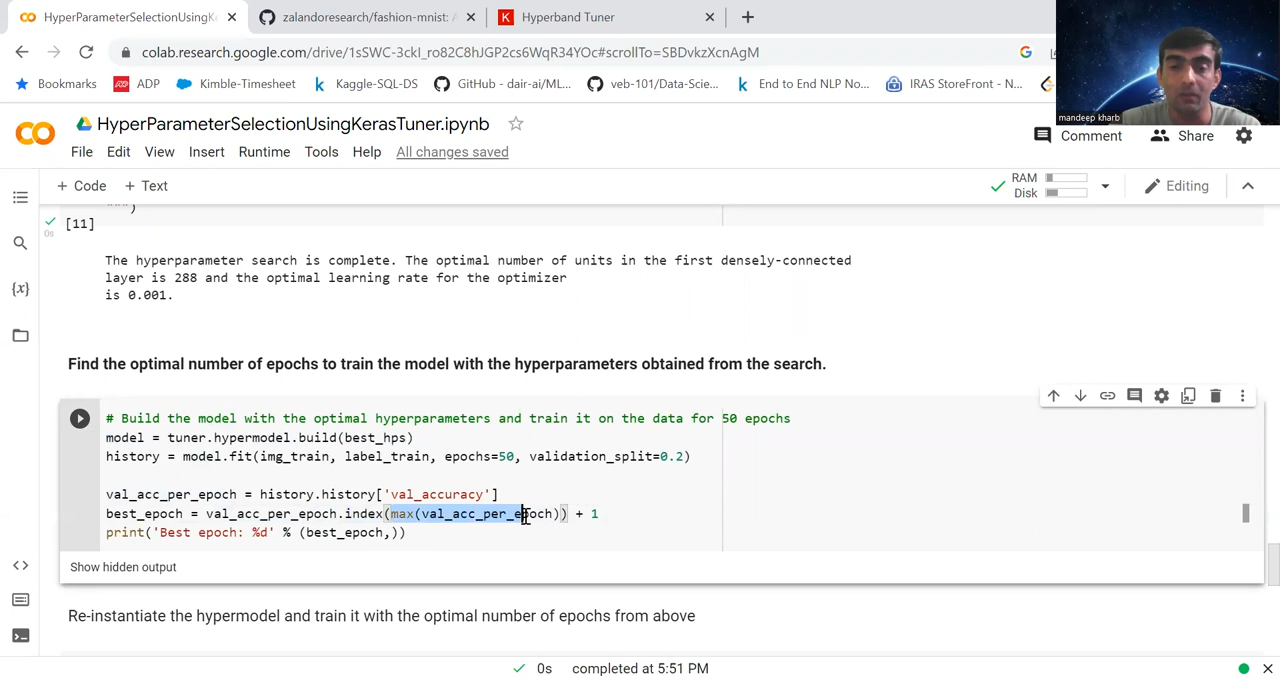 HyperParameterSelectionUsingKe
zalandoresearch/fashion-mnist: A
Hyperband Tuner
colab.research.google.com/drive/1sSWC-3ckI_ro82C8hJGP2cs6WqR34YOc#scrollTo=SBDvkzXcnAgM
Bookmarks
ADP
Kimble-Timesheet
Kaggle-SQL-DS
GitHub - dair-ai/ML...
veb-101/Data-Scie...
End to End NLP No...
IRAS StoreFront - N...
mandeep kharb
HyperParameterSelectionUsingKerasTuner.ipynb
Comment
Share
File Edit View Insert Runtime Tools Help All changes saved
+ Code + Text
RAM
Disk
Editing
[11]
The hyperparameter search is complete. The optimal number of units in the first densely-connected
layer is 288 and the optimal learning rate for the optimizer
is 0.001.
Find the optimal number of epochs to train the model with the hyperparameters obtained from the search.
# Build the model with the optimal hyperparameters and train it on the data for 50 epochs
model = tuner.hypermodel.build(best_hps)
history = model.fit(img_train, label_train, epochs=50, validation_split=0.2)
val_acc_per_epoch = history.history['val_accuracy']
best_epoch = val_acc_per_epoch.index(max(val_acc_per_epoch)) + 1
print('Best epoch: %d' % (best_epoch,))
Show hidden output
Re-instantiate the hypermodel and train it with the optimal number of epochs from above
0s completed at 5:51 PM